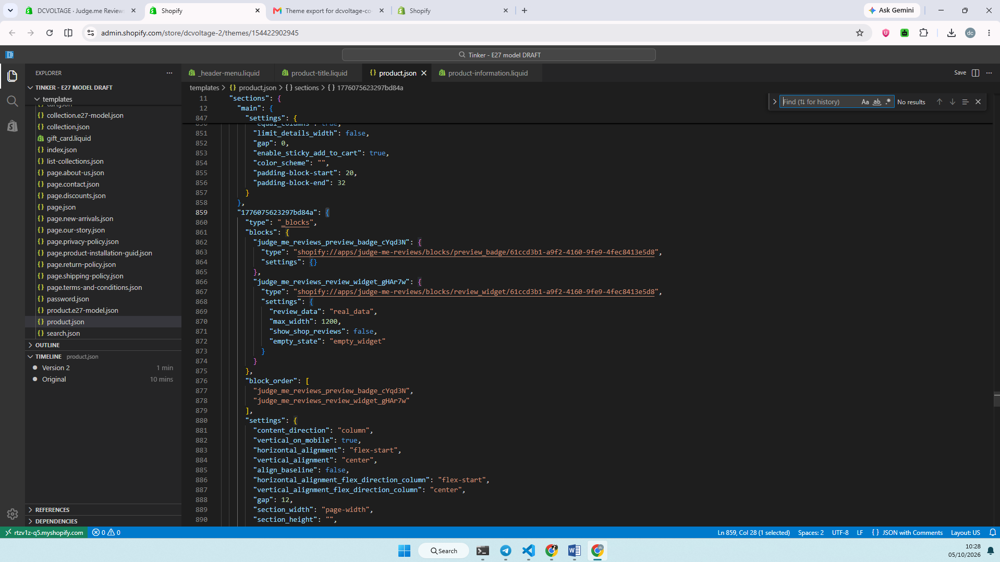 DCVOLTAGE · Judge.me Reviews
Shopify
Theme export for dcvoltage-co
Shopify
Ask Gemini
admin.shopify.com/store/dcvoltage-2/themes/154422902945
dc
Tinker - E27 model DRAFT
EXPLORER
TINKER - E27 MODEL DRAFT
templates
cart.json
collection.e27-model.json
collection.json
gift_card.liquid
index.json
list-collections.json
page.about-us.json
page.contact.json
page.discounts.json
page.json
page.new-arrivals.json
page.our-story.json
page.privacy-policy.json
page.product-installation-guid.json
page.return-policy.json
page.shipping-policy.json
page.terms-and-conditions.json
password.json
product.e27-model.json
product.json
search.json
OUTLINE
TIMELINE product.json
Version 2 1 min
Original 10 mins
REFERENCES
DEPENDENCIES
_header-menu.liquid
product-title.liquid
product.json
product-information.liquid
Save
templates > {} product.json > {} sections > {} 1776075623297bd84a
Find (⇅ for history) Aa ab .* No results
11 "sections": {
12 "main": {
847 "settings": {
850 "equal_columns": true,
851 "limit_details_width": false,
852 "gap": 0,
853 "enable_sticky_add_to_cart": true,
854 "color_scheme": "",
855 "padding-block-start": 20,
856 "padding-block-end": 32
857 }
858 },
859 "1776075623297bd84a": {
860 "type": "_blocks",
861 "blocks": {
862 "judge_me_reviews_preview_badge_cYqd3N": {
863 "type": "shopify://apps/judge-me-reviews/blocks/preview_badge/61ccd3b1-a9f2-4160-9fe9-4fec8413e5d8",
864 "settings": {}
865 },
866 "judge_me_reviews_review_widget_gHAr7w": {
867 "type": "shopify://apps/judge-me-reviews/blocks/review_widget/61ccd3b1-a9f2-4160-9fe9-4fec8413e5d8",
868 "settings": {
869 "review_data": "real_data",
870 "max_width": 1200,
871 "show_shop_reviews": false,
872 "empty_state": "empty_widget"
873 }
874 }
875 },
876 "block_order": [
877 "judge_me_reviews_preview_badge_cYqd3N",
878 "judge_me_reviews_review_widget_gHAr7w"
879 ],
880 "settings": {
881 "content_direction": "column",
882 "vertical_on_mobile": true,
883 "horizontal_alignment": "flex-start",
884 "vertical_alignment": "center",
885 "align_baseline": false,
886 "horizontal_alignment_flex_direction_column": "flex-start",
887 "vertical_alignment_flex_direction_column": "center",
888 "gap": 12,
889 "section_width": "page-width",
890 "section_height": "",
rtzv1z-q5.myshopify.com 0 0
Ln 859, Col 28 (1 selected) Spaces: 2 UTF-8 LF {} JSON with Comments Layout: US
Search
10:28
05/10/2026